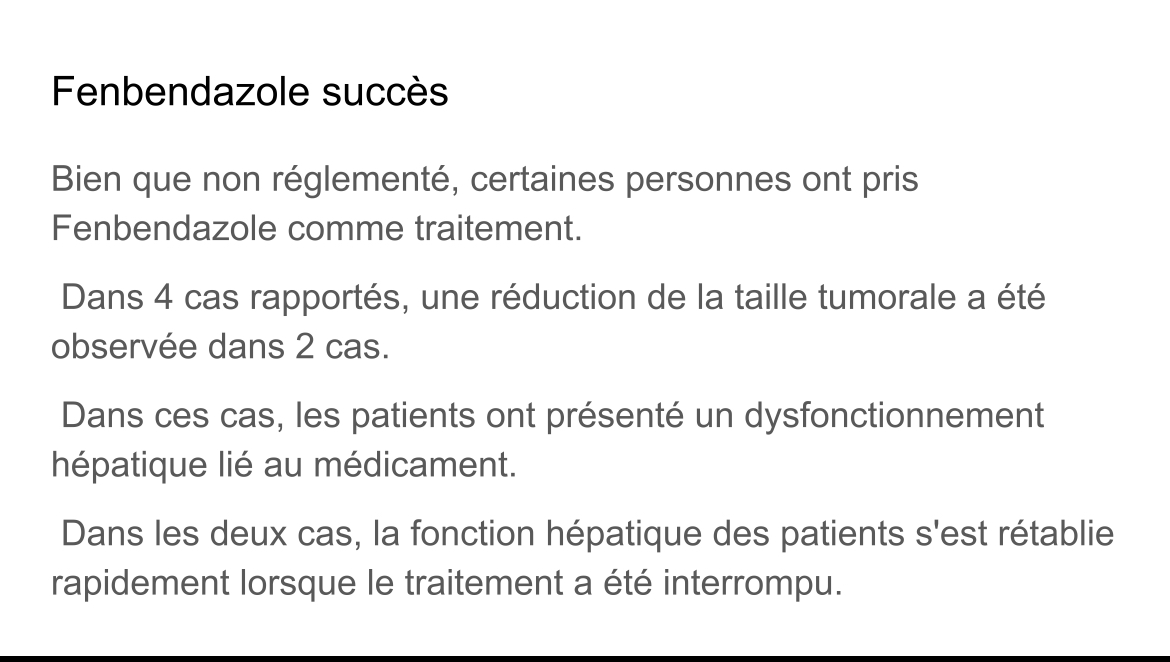 Fenbendazole succès
Bien que non réglementé, certaines personnes ont pris
Fenbendazole comme traitement.
Dans 4 cas rapportés, une réduction de la taille tumorale a été
observée dans 2 cas.
Dans ces cas, les patients ont présenté un dysfonctionnement
hépatique lié au médicament.
Dans les deux cas, la fonction hépatique des patients s'est rétablie
rapidement lorsque le traitement a été interrompu.